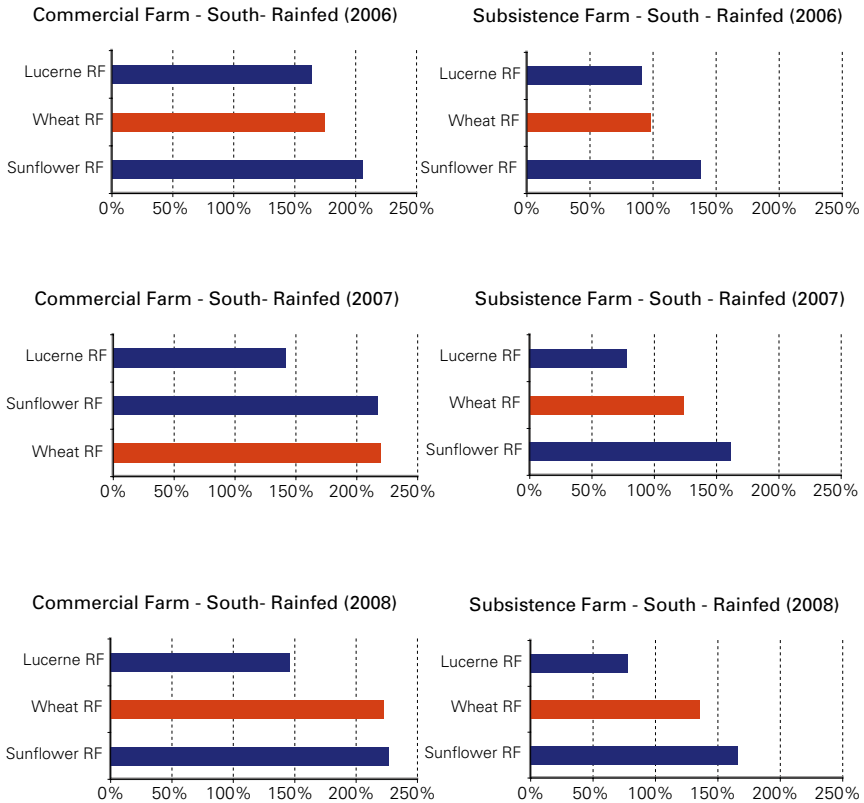 Commercial Farm - South- Rainfed (2006)
Lucerne RF
Wheat RF
Sunflower RF
0% 50% 100% 150% 200% 250%
Subsistence Farm - South - Rainfed (2006)
Lucerne RF
Wheat RF
Sunflower RF
0% 50% 100% 150% 200% 250%
Commercial Farm - South- Rainfed (2007)
Lucerne RF
Sunflower RF
Wheat RF
0% 50% 100% 150% 200% 250%
Subsistence Farm - South - Rainfed (2007)
Lucerne RF
Wheat RF
Sunflower RF
0% 50% 100% 150% 200% 250%
Commercial Farm - South- Rainfed (2008)
Lucerne RF
Wheat RF
Sunflower RF
0% 50% 100% 150% 200% 250%
Subsistence Farm - South - Rainfed (2008)
Lucerne RF
Wheat RF
Sunflower RF
0% 50% 100% 150% 200% 250%